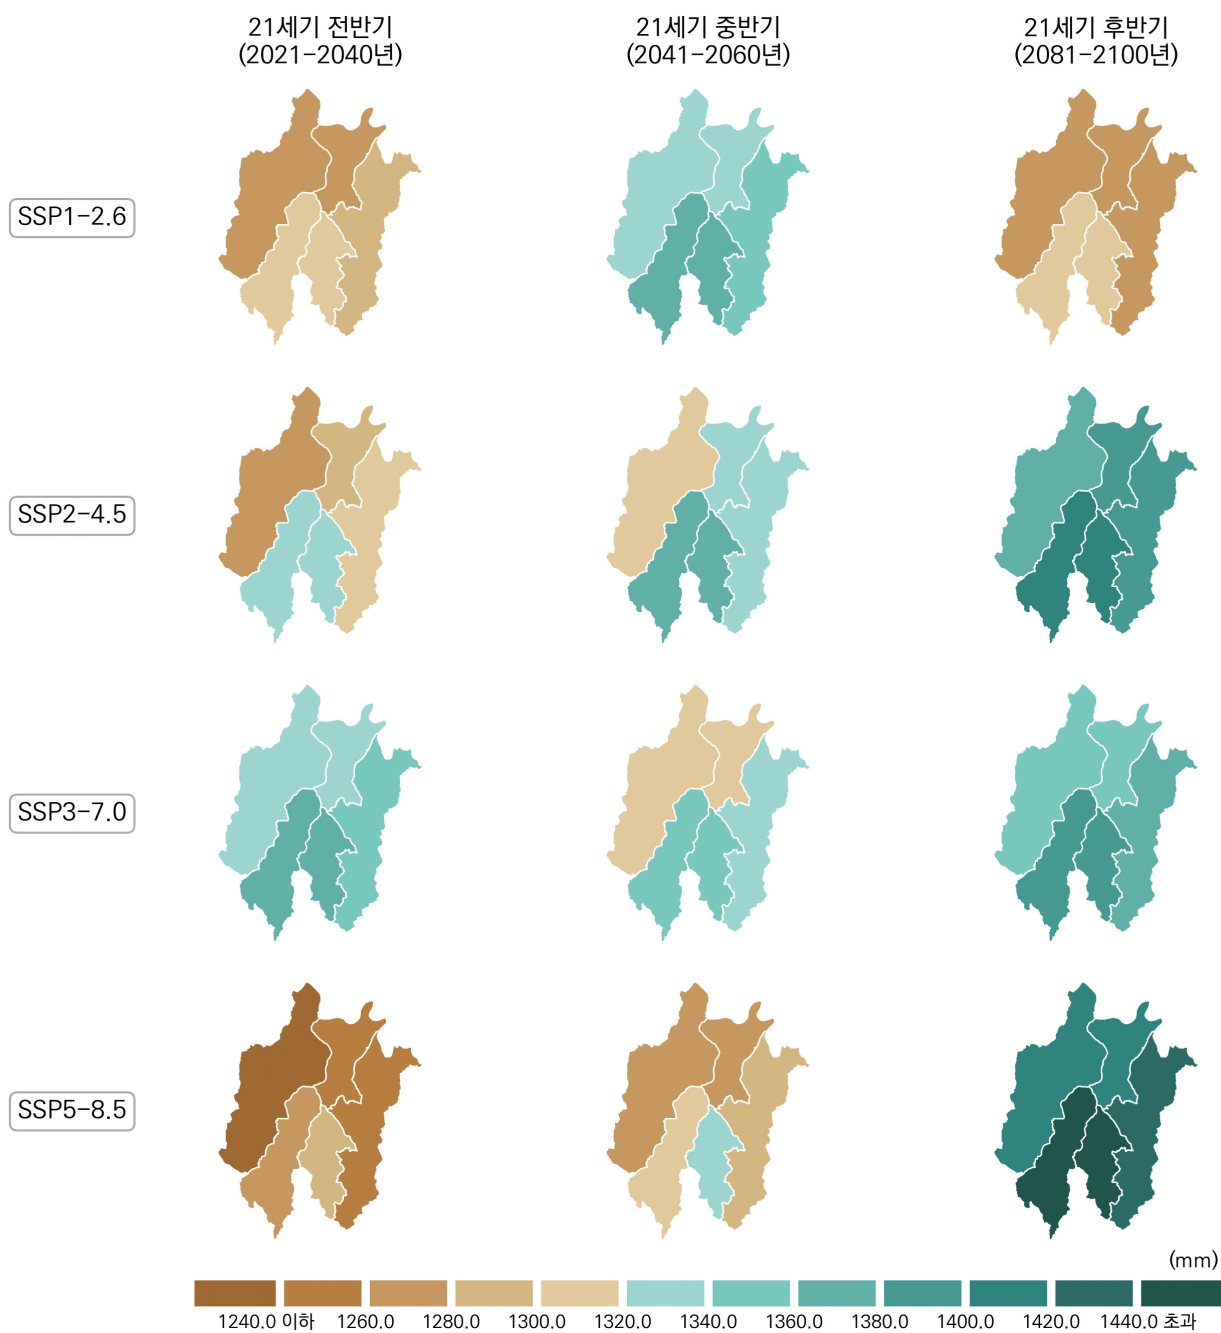 21세기 전반기
(2021-2040년)
21세기 중반기
(2041-2060년)
21세기 후반기
(2081-2100년)
SSP1-2.6
SSP2-4.5
SSP3-7.0
SSP5-8.5
(mm)
1240.0 이하 1260.0 1280.0 1300.0 1320.0 1340.0 1360.0 1380.0 1400.0 1420.0 1440.0 초과